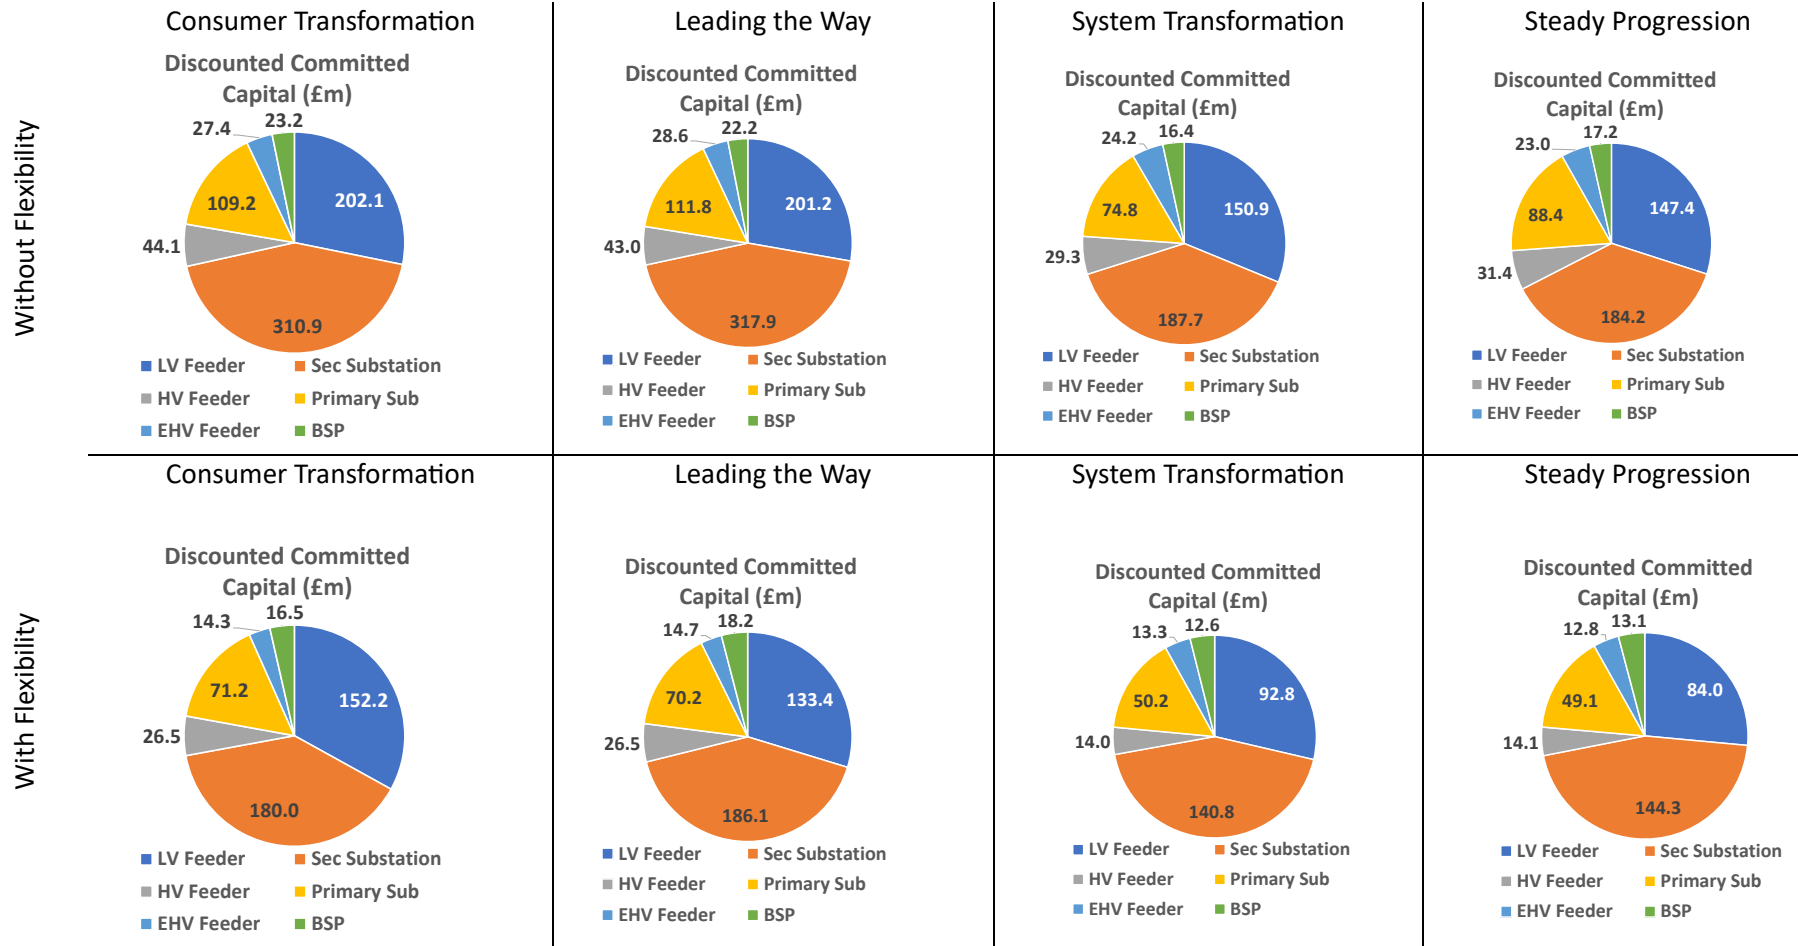 Consumer Transformation
Leading the Way
System Transformation
Steady Progression
Without Flexibility
Discounted Committed
Capital (£m)
23.2
27.4
202.1
109.2
44.1
310.9
LV Feeder
Sec Substation
HV Feeder
Primary Sub
EHV Feeder
BSP
Discounted Committed
Capital (£m)
22.2
28.6
201.2
111.8
43.0
317.9
LV Feeder
Sec Substation
HV Feeder
Primary Sub
EHV Feeder
BSP
Discounted Committed
Capital (£m)
16.4
24.2
150.9
74.8
29.3
187.7
LV Feeder
Sec Substation
HV Feeder
Primary Sub
EHV Feeder
BSP
Discounted Committed
Capital (£m)
17.2
23.0
147.4
88.4
31.4
184.2
LV Feeder
Sec Substation
HV Feeder
Primary Sub
EHV Feeder
BSP
Consumer Transformation
Leading the Way
System Transformation
Steady Progression
With Flexibility
Discounted Committed
Capital (£m)
16.5
14.3
152.2
71.2
26.5
180.0
LV Feeder
Sec Substation
HV Feeder
Primary Sub
EHV Feeder
BSP
Discounted Committed
Capital (£m)
18.2
14.7
133.4
70.2
26.5
186.1
LV Feeder
Sec Substation
HV Feeder
Primary Sub
EHV Feeder
BSP
Discounted Committed
Capital (£m)
12.6
13.3
92.8
50.2
14.0
140.8
LV Feeder
Sec Substation
HV Feeder
Primary Sub
EHV Feeder
BSP
Discounted Committed
Capital (£m)
13.1
12.8
84.0
49.1
14.1
144.3
LV Feeder
Sec Substation
HV Feeder
Primary Sub
EHV Feeder
BSP